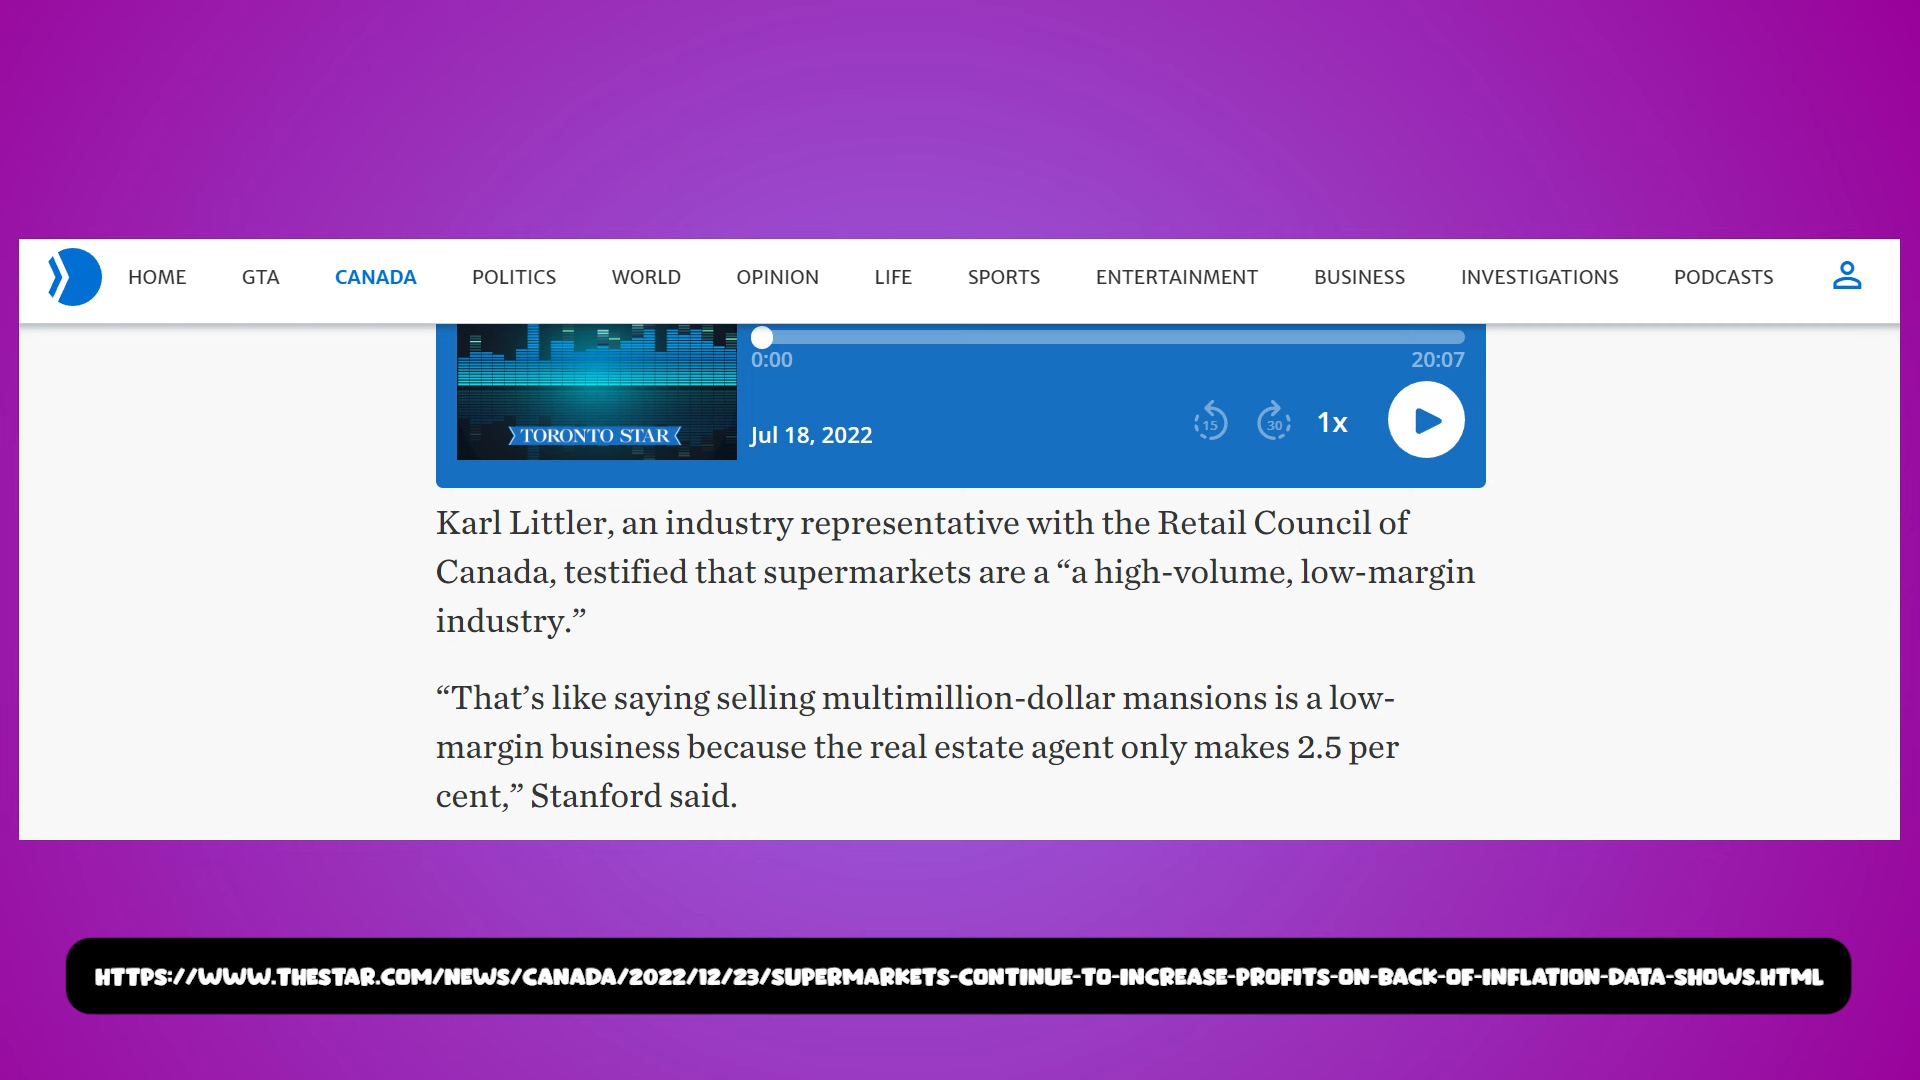 HOME GTA CANADA POLITICS WORLD OPINION LIFE SPORTS ENTERTAINMENT BUSINESS INVESTIGATIONS PODCASTS
0:00 20:07
TORONTO STAR
Jul 18, 2022
15 30 1x
Karl Littler, an industry representative with the Retail Council of
Canada, testified that supermarkets are a “a high-volume, low-margin
industry.”
“That’s like saying selling multimillion-dollar mansions is a low-
margin business because the real estate agent only makes 2.5 per
cent,” Stanford said.
HTTPS://WWW.THESTAR.COM/NEWS/CANADA/2022/12/23/SUPERMARKETS-CONTINUE-TO-INCREASE-PROFITS-ON-BACK-OF-INFLATION-DATA-SHOWS.HTML